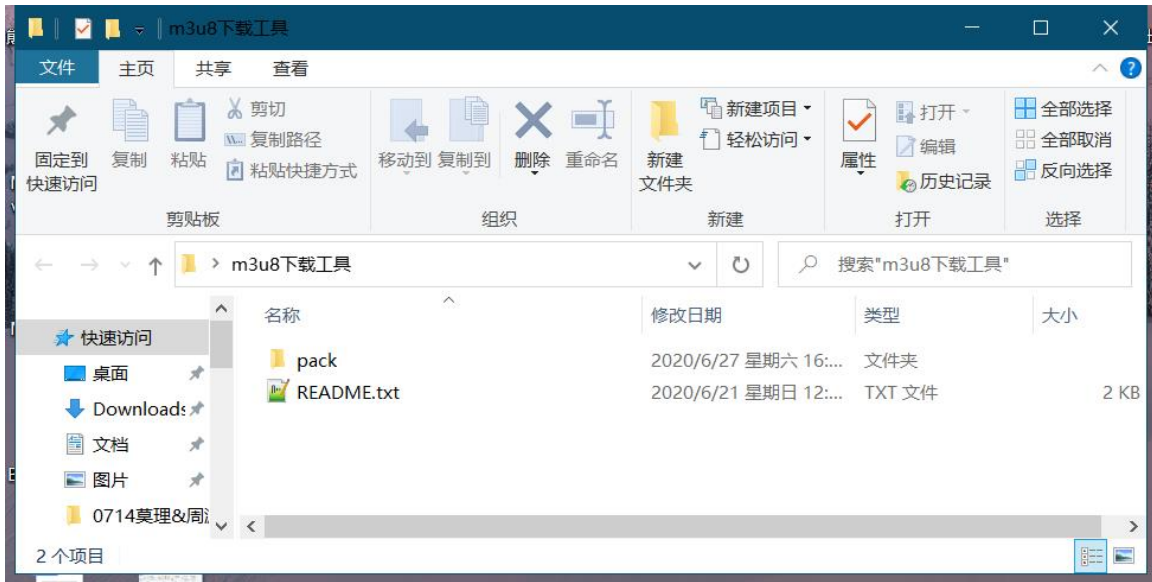 m3u8下载工具
文件 主页 共享 查看
固定到快速访问 复制 粘贴 剪切 复制路径 粘贴快捷方式 移动到 复制到 删除 重命名 新建文件夹 新建项目 轻松访问 属性 打开 编辑 历史记录 全部选择 全部取消 反向选择
剪贴板 组织 新建 打开 选择
m3u8下载工具 搜索"m3u8下载工具"
名称 修改日期 类型 大小
快速访问
桌面
Downloads
文档
图片
0714莫理&周
pack 2020/6/27 星期六 16:... 文件夹
README.txt 2020/6/21 星期日 12:... TXT 文件 2 KB
2 个项目